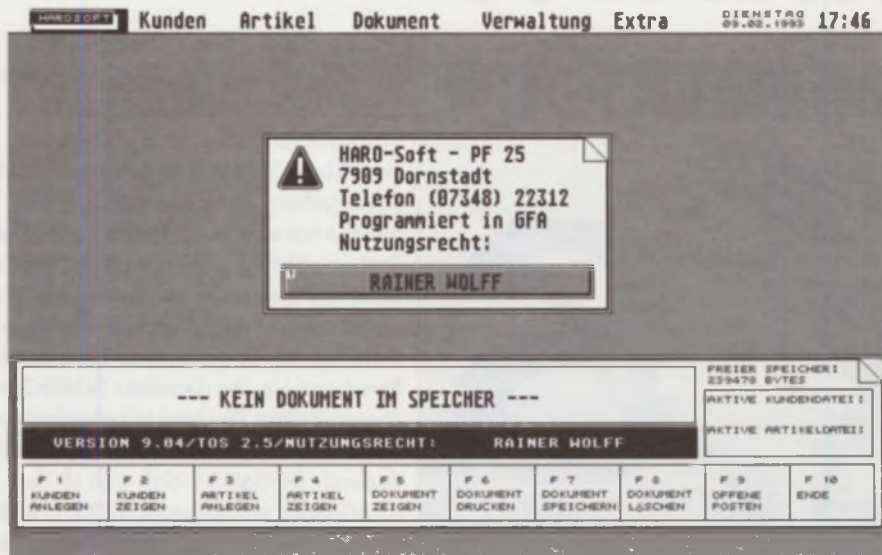 HAROSOFT Kunden Artikel Dokument Verwaltung Extra DIENSTAG 09.02.1993 17:46
HARO-Soft - PF 25
7909 Dornstadt
Telefon (07348) 22312
Programmiert in GFA
Nutzungsrecht:
RAINER WOLFF
FREIER SPEICHER:
239478 BYTES
--- KEIN DOKUMENT IM SPEICHER ---
AKTIVE KUNDENDATEI:
AKTIVE ARTIKELDATEI:
VERSION 9.04/TOS 2.5/NUTZUNGSRECHT: RAINER WOLFF
F 1 F 2 F 3 F 4 F 5 F 6 F 7 F 8 F 9 F 10
KUNDEN KUNDEN ARTIKEL ARTIKEL DOKUMENT DOKUMENT DOKUMENT DOKUMENT OFFENE ENDE
ANLEGEN ZEIGEN ANLEGEN ZEIGEN ZEIGEN DRUCKEN SPEICHERN LöSCHEN POSTEN